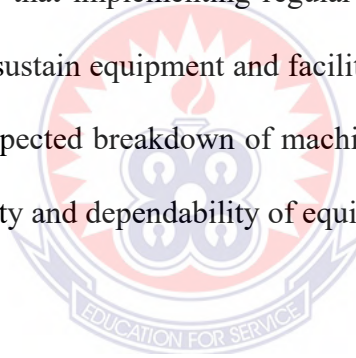 that implementing regular
sustain equipment and facilit
pected breakdown of machi
ty and dependability of equi
EDUCATION FOR SERVICE